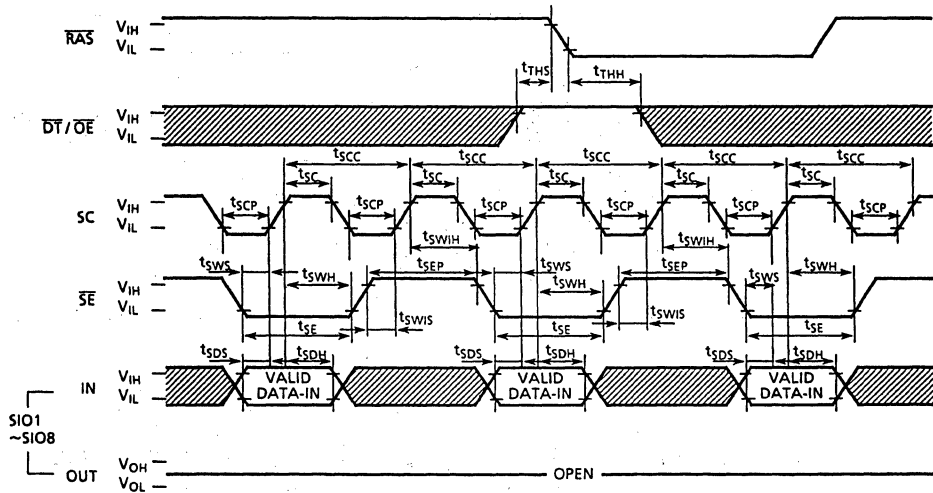 RAS VIH
VIL
tTHS tTHH
DT/OE VIH
VIL
tSCC tSCC tSCC tSCC tSCC
tSC tSC tSC tSC tSC
SC VIH
VIL
tSCP tSCP tSCP tSCP tSCP tSCP
tSWIH tSWIH
tSWS tSEP tSWS tSEP tSWS
SE VIH
VIL
tSWH tSWH tSWH
tSWIS tSWIS
tSE tSE tSE
tSDS tSDH tSDS tSDH tSDS tSDH
IN VIH
VIL
VALID VALID VALID
DATA-IN DATA-IN DATA-IN
SIO1
~SIO8
OUT VOH
VOL
OPEN